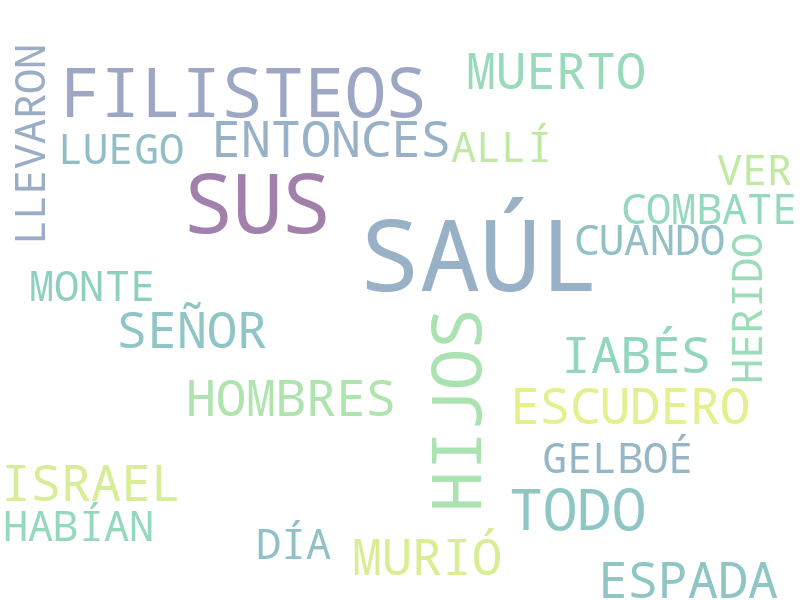 LLEVARON
FILISTEOS
MUERTO
LUEGO
ENTONCES
ALLÍ
VER
SUS
COMBATE
SAÚL
CUANDO
HERIDO
MONTE
SEÑOR
HIJOS
IABÉS
HOMBRES
ESCUDERO
GELBOÉ
ISRAEL
TODO
HABÍAN
DÍA
MURIÓ
ESPADA